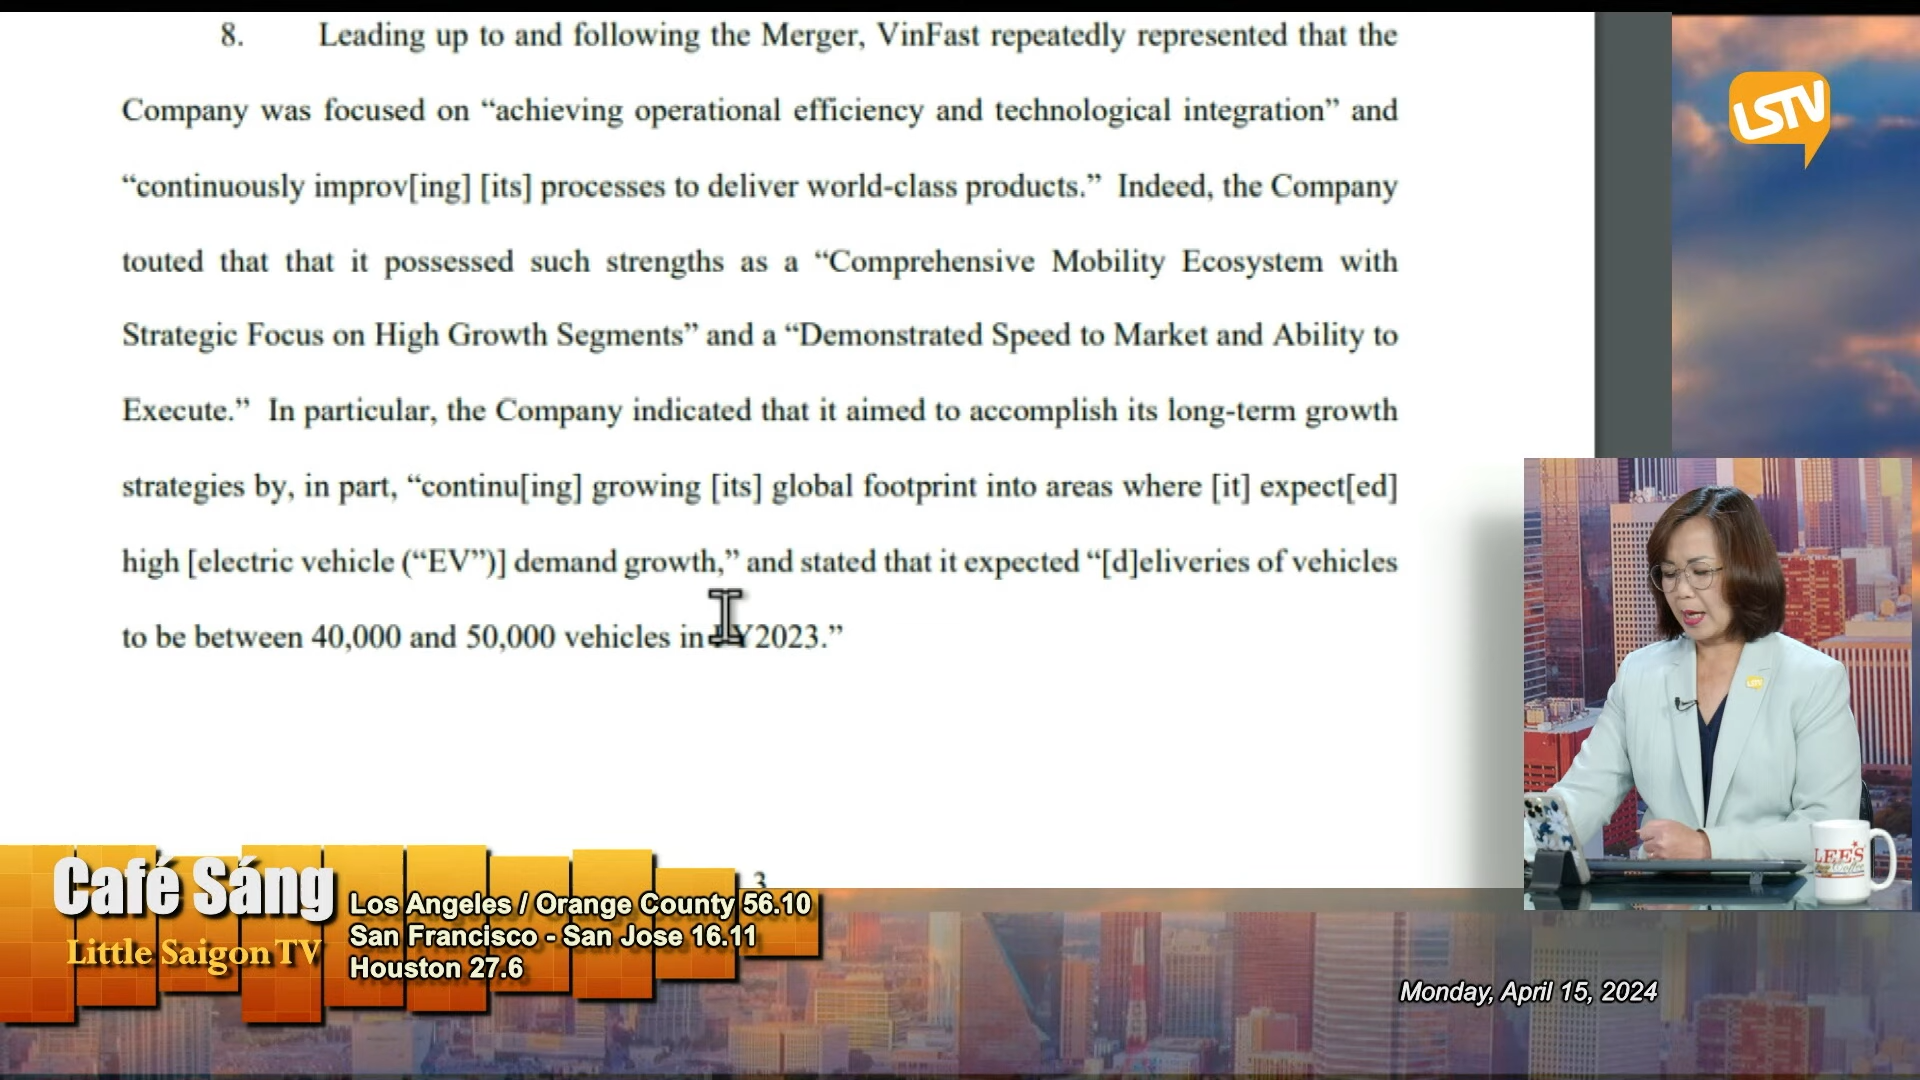 8. Leading up to and following the Merger, VinFast repeatedly represented that the
Company was focused on “achieving operational efficiency and technological integration” and
“continuously improv[ing] [its] processes to deliver world-class products.” Indeed, the Company
touted that that it possessed such strengths as a “Comprehensive Mobility Ecosystem with
Strategic Focus on High Growth Segments” and a “Demonstrated Speed to Market and Ability to
Execute.” In particular, the Company indicated that it aimed to accomplish its long-term growth
strategies by, in part, “continu[ing] growing [its] global footprint into areas where [it] expect[ed]
high [electric vehicle (“EV”)] demand growth,” and stated that it expected “[d]eliveries of vehicles
to be between 40,000 and 50,000 vehicles in FY2023.”
3
LSTV
LSTV
LEE'S
Coffee
Café Sáng
Little Saigon TV
Los Angeles / Orange County 56.10
San Francisco - San Jose 16.11
Houston 27.6
Monday, April 15, 2024